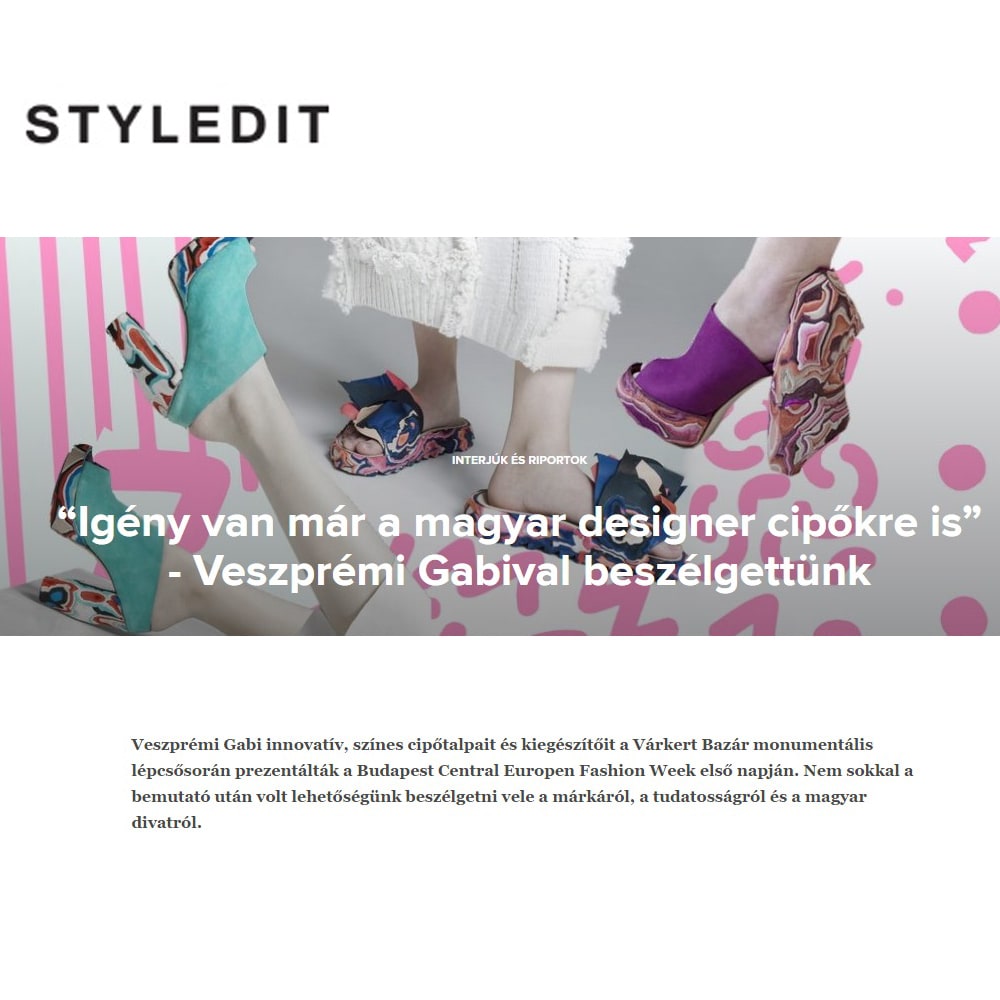 STYLEDIT
INTERJÚK ÉS RIPORTOK
“Igény van már a magyar designer cipőkre is”
- Veszprémi Gabival beszélgettünk
Veszprémi Gabi innovatív, színes cipőtalpait és kiegészítőit a Várkert Bazár monumentális
lépcsősorán prezentálták a Budapest Central Europen Fashion Week első napján. Nem sokkal a
bemutató után volt lehetőségünk beszélgetni vele a márkáról, a tudatosságról és a magyar
divatról.